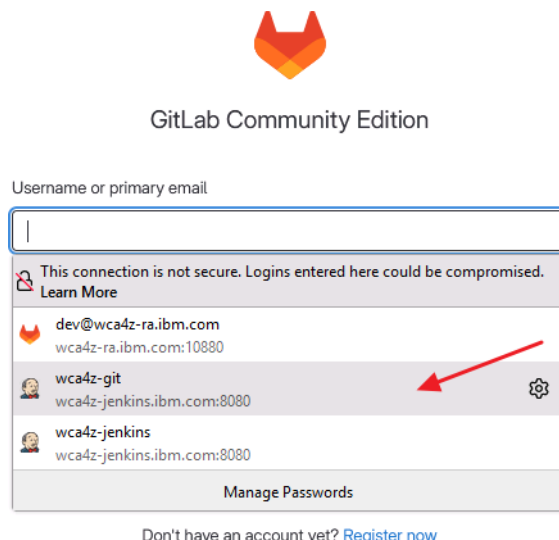 GitLab Community Edition
Username or primary email
This connection is not secure. Logins entered here could be compromised.
Learn More
dev@wca4z-ra.ibm.com
wca4z-ra.ibm.com:10880
wca4z-git
wca4z-jenkins.ibm.com:8080
wca4z-jenkins
wca4z-jenkins.ibm.com:8080
Manage Passwords
Don't have an account yet? Register now